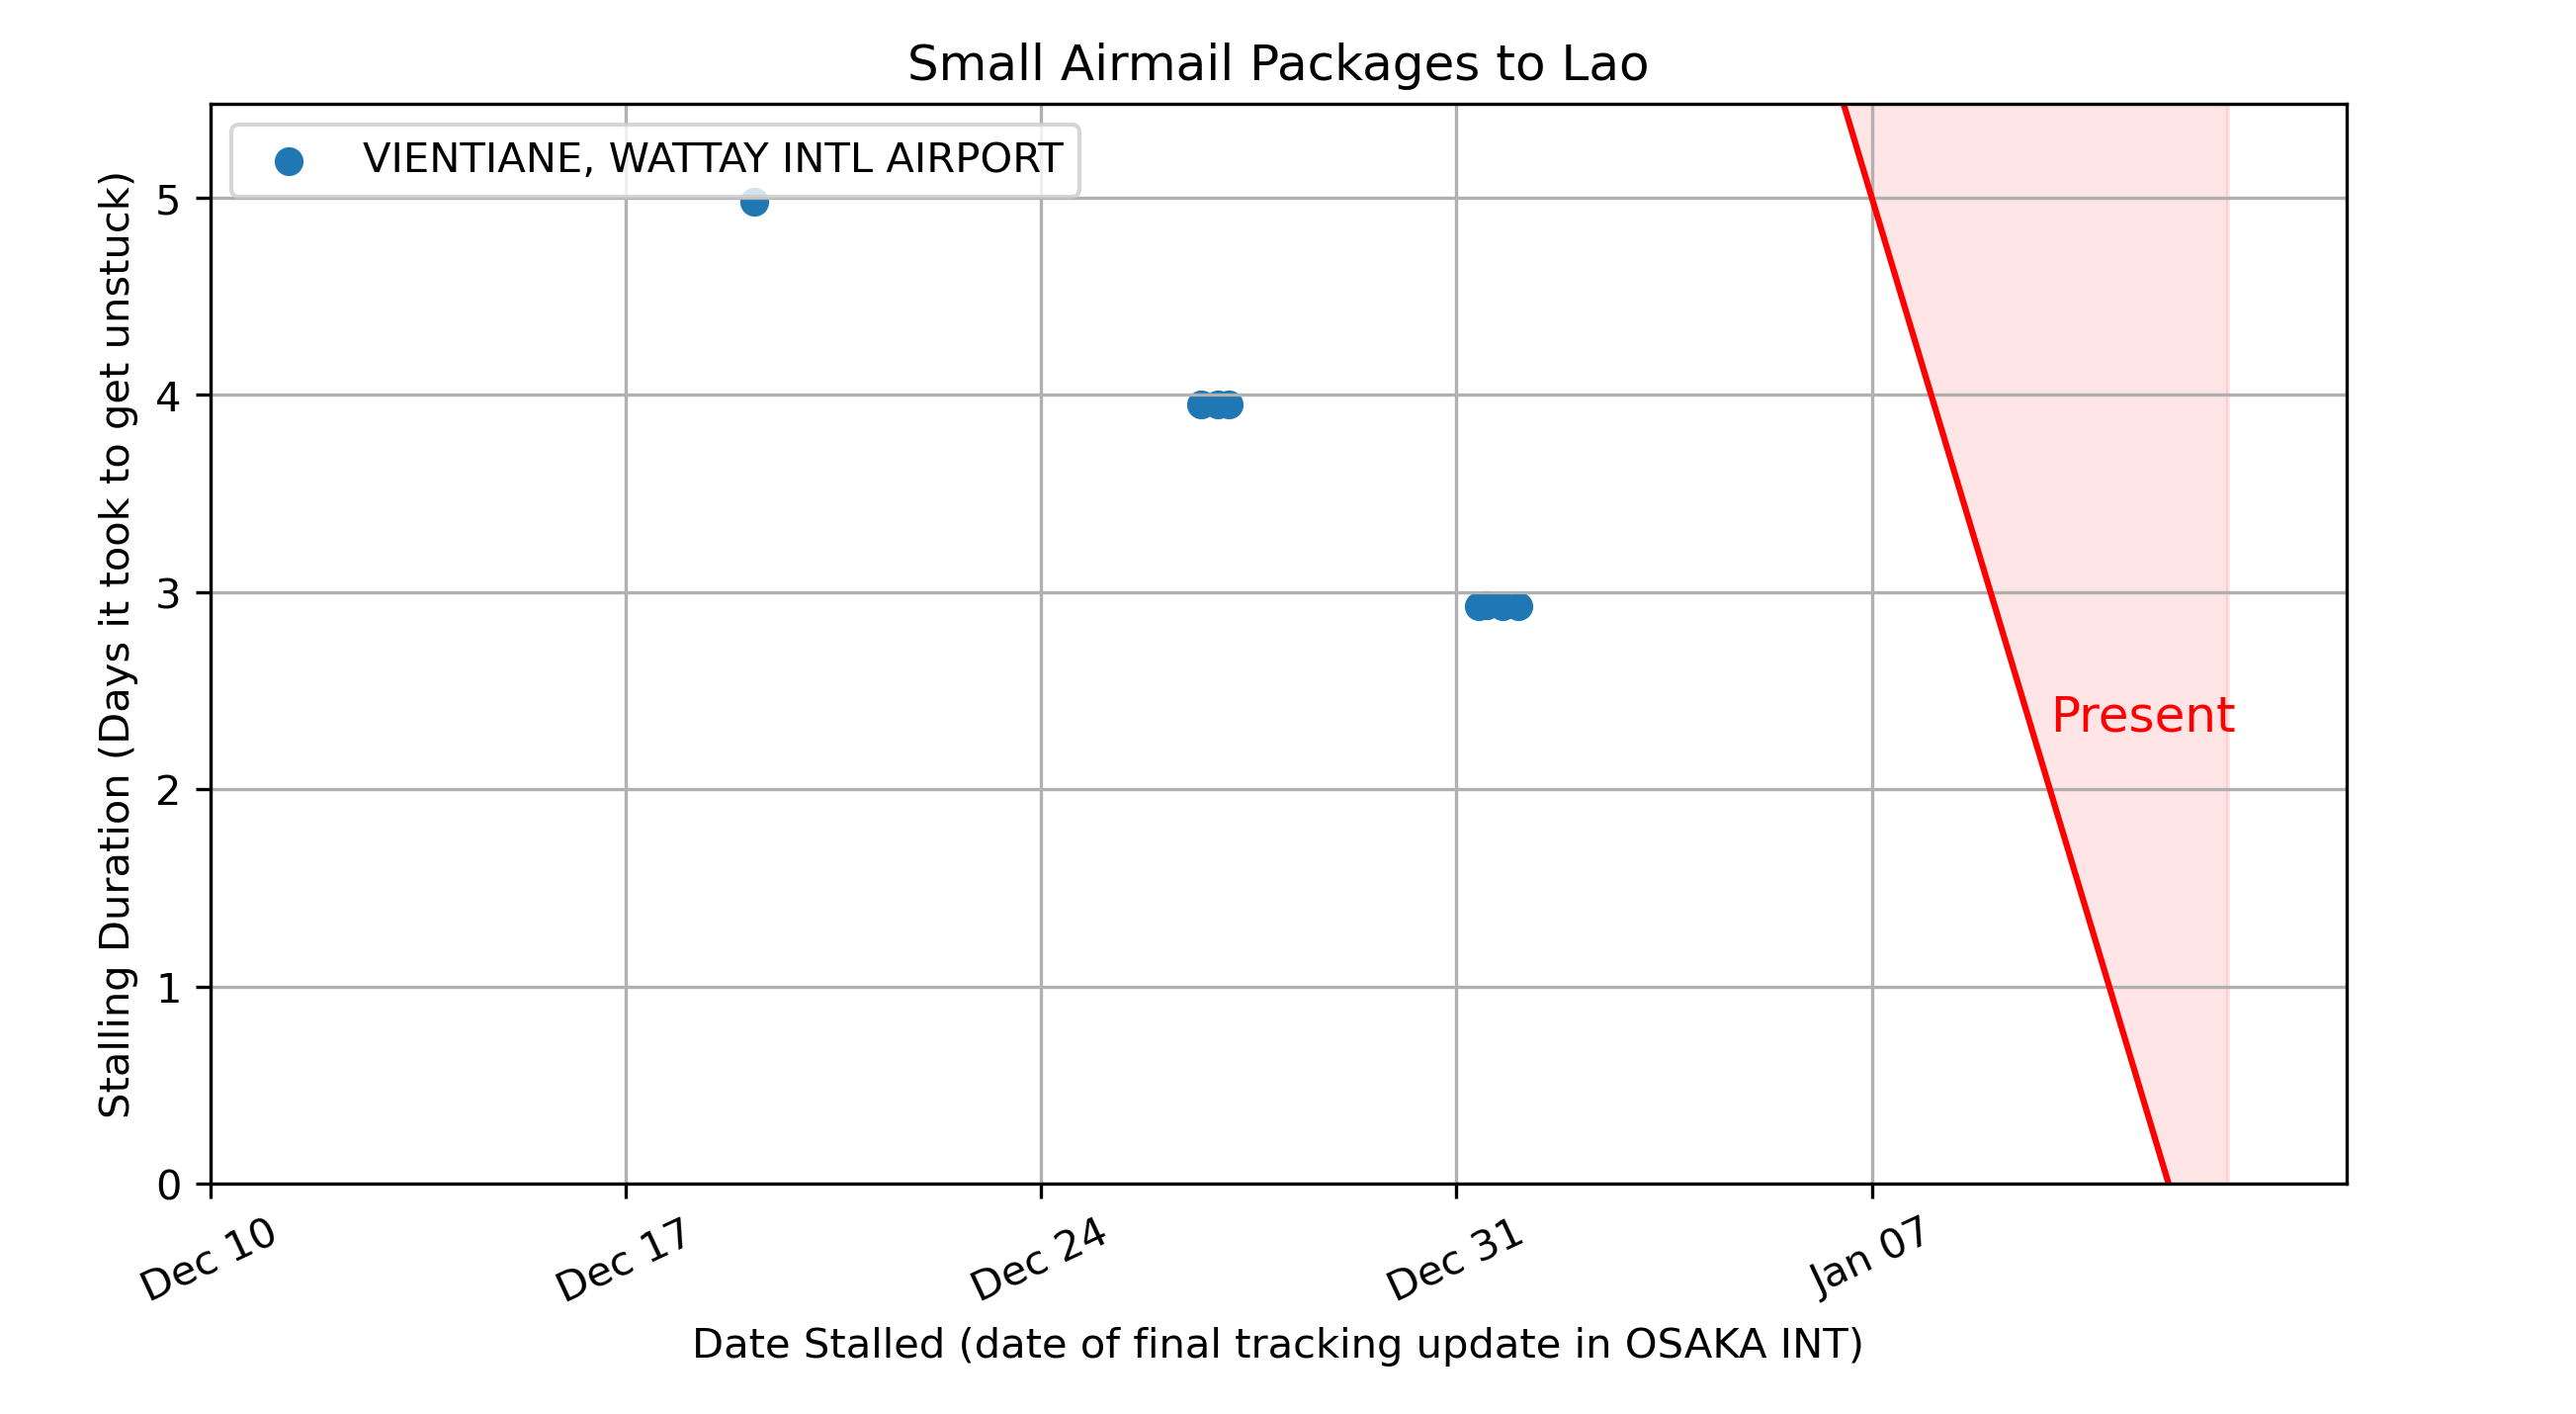 Small Airmail Packages to Lao
VIENTIANE, WATTAY INTL AIRPORT
Stalling Duration (Days it took to get unstuck)
5
4
3
2
1
0
Present
Dec 10
Dec 17
Dec 24
Dec 31
Jan 07
Date Stalled (date of final tracking update in OSAKA INT)